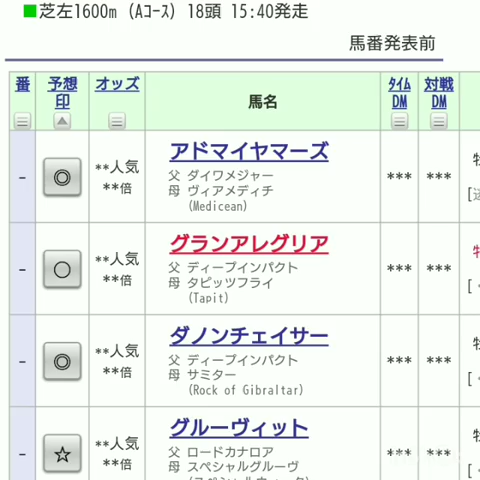 ■芝左1600m (Aｺｰｽ) 18頭 15:40発走
馬番発表前
番 予想印 オッズ 馬名 ﾀｲﾑDM 対戦DM
アドマイヤマーズ
- ◎ **人気 **倍 *** *** 牡
父 ダイワメジャー
母 ヴィアメディチ
(Medicean)
グランアレグリア
- ○ **人気 **倍 *** *** 牝
父 ディープインパクト
母 タピッツフライ
(Tapit)
ダノンチェイサー
- ◎ **人気 **倍 *** *** 牡
父 ディープインパクト
母 サミター
(Rock of Gibraltar)
グルーヴィット
- ☆ **人気 **倍 *** *** 牡
父 ロードカナロア
母 スペシャルグルーヴ